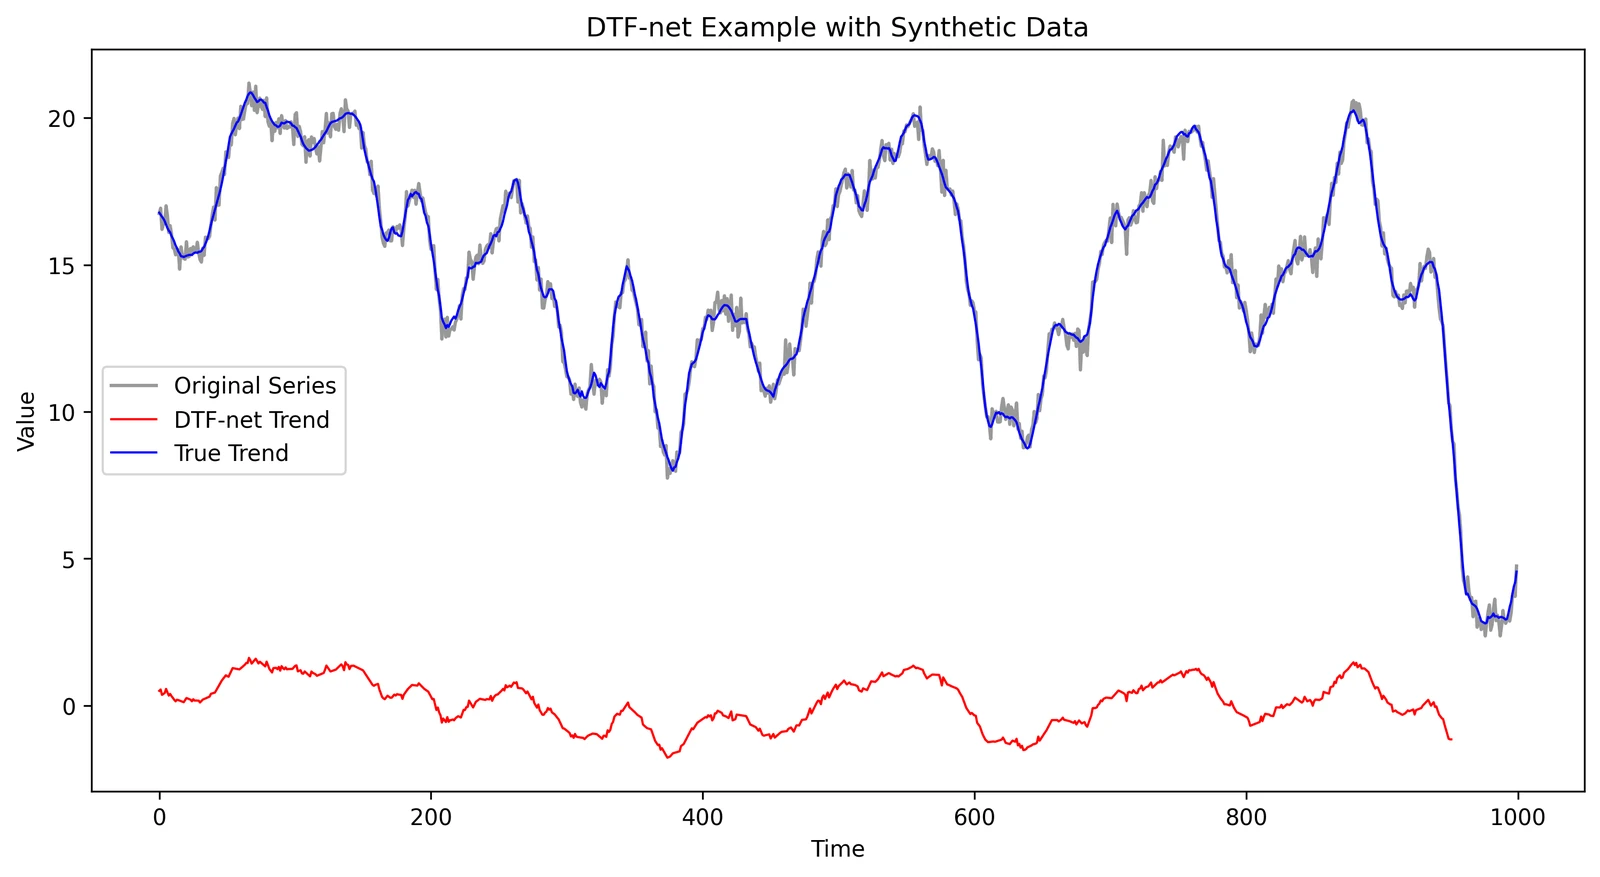 DTF-net Example with Synthetic Data
Value
20
15
10
5
0
Original Series
DTF-net Trend
True Trend
0 200 400 600 800 1000
Time